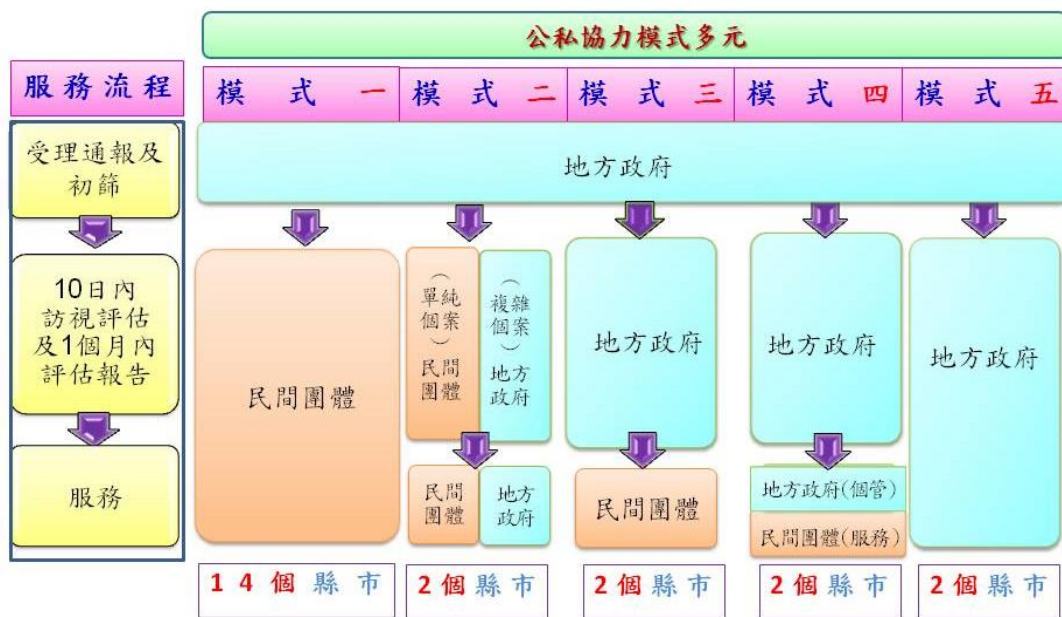 公私協力模式多元
服務流程
模式一
模式二
模式三
模式四
模式五
受理通報及
初篩
地方政府
10日內
訪視評估
及1個月內
評估報告
民間團體
（單純個案）
民間
團體
（複雜個案）
地方
政府
地方政府
地方政府
地方政府
服務
民間
團體
地方
政府
民間團體
地方政府(個管)
民間團體(服務)
14個縣市
2個縣市
2個縣市
2個縣市
2個縣市